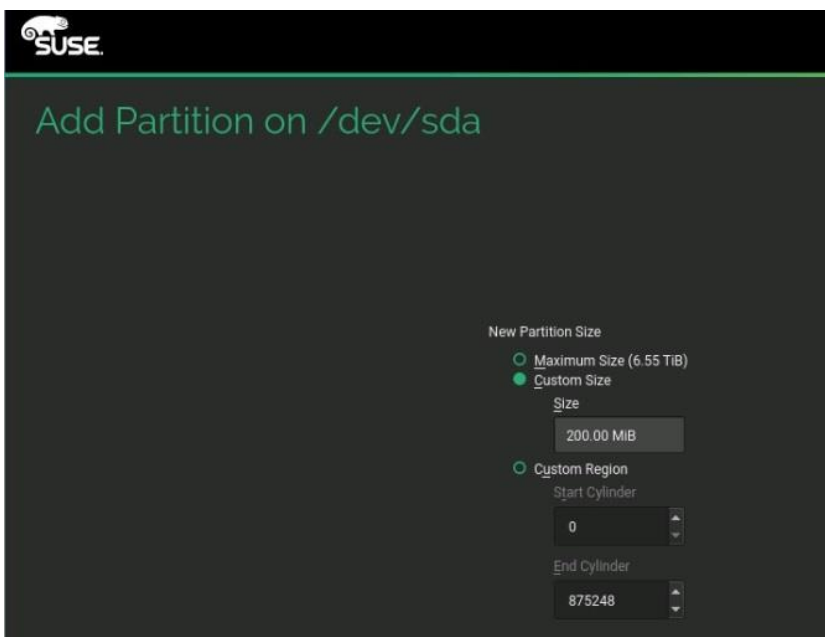 SUSE.
Add Partition on /dev/sda
New Partition Size
Maximum Size (6.55 TiB)
Custom Size
Size
200.00 MiB
Custom Region
Start Cylinder
0
End Cylinder
875248